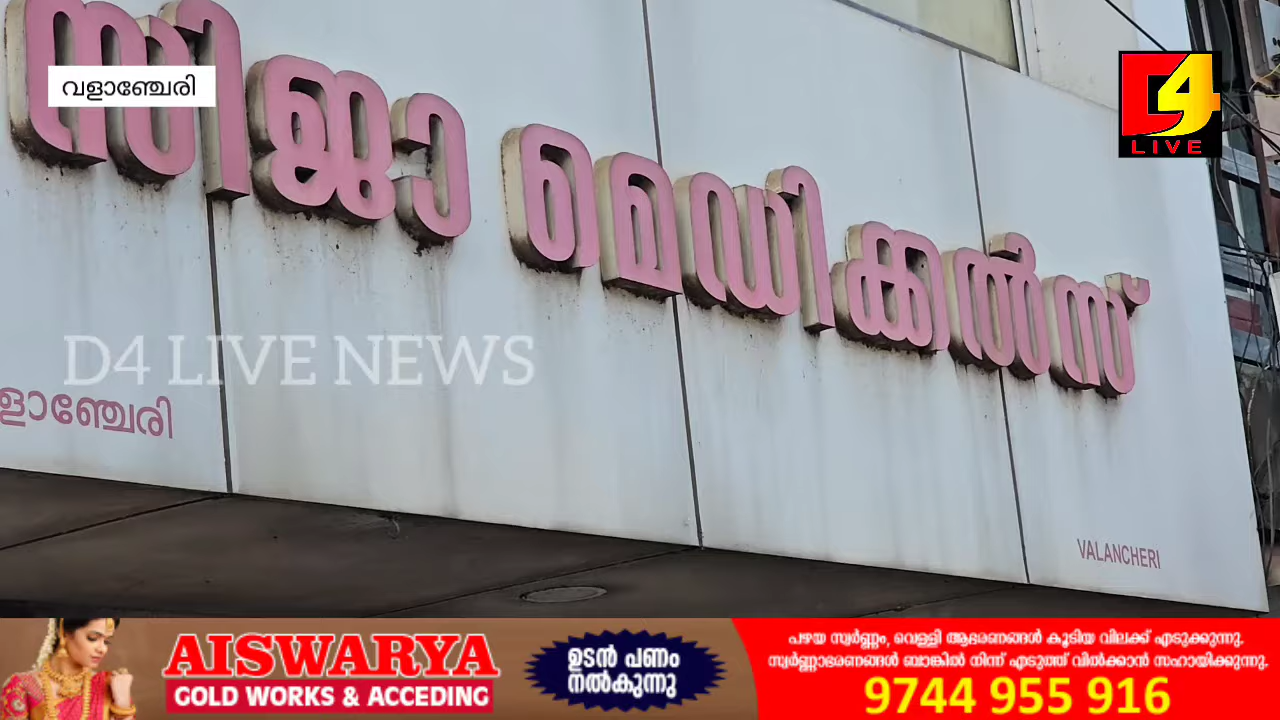 വളാഞ്ചേരി
D4
LIVE
സിജാ മെഡിക്കൽസ്
D4 LIVE NEWS
ളാഞ്ചേരി
VALANCHERI
AISWARYA
GOLD WORKS & ACCEDING
ഉടൻ പണം
നൽകുന്നു
പഴയ സ്വർണ്ണം, വെള്ളി ആഭരണങ്ങൾ കൂടിയ വിലക്ക് എടുക്കുന്നു.
സ്വർണ്ണാഭരണങ്ങൾ ബാങ്കിൽ നിന്ന് എടുത്ത് വിൽക്കാൻ സഹായിക്കുന്നു.
9744 955 916